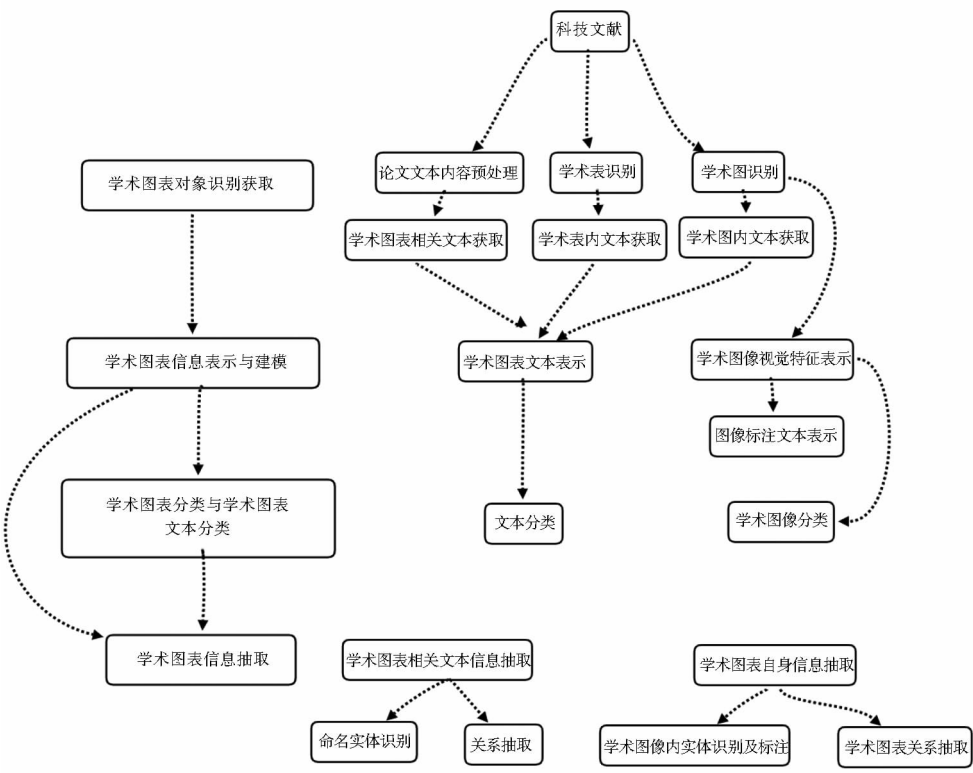 科技文献
论文文本内容预处理
学术表识别
学术图识别
学术图表对象识别获取
学术图表相关文本获取
学术表内文本获取
学术图内文本获取
学术图表信息表示与建模
学术图表文本表示
学术图像视觉特征表示
图像标注文本表示
学术图表分类与学术图表
文本分类
文本分类
学术图像分类
学术图表信息抽取
学术图表相关文本信息抽取
学术图表自身信息抽取
命名实体识别
关系抽取
学术图像内实体识别及标注
学术图表关系抽取